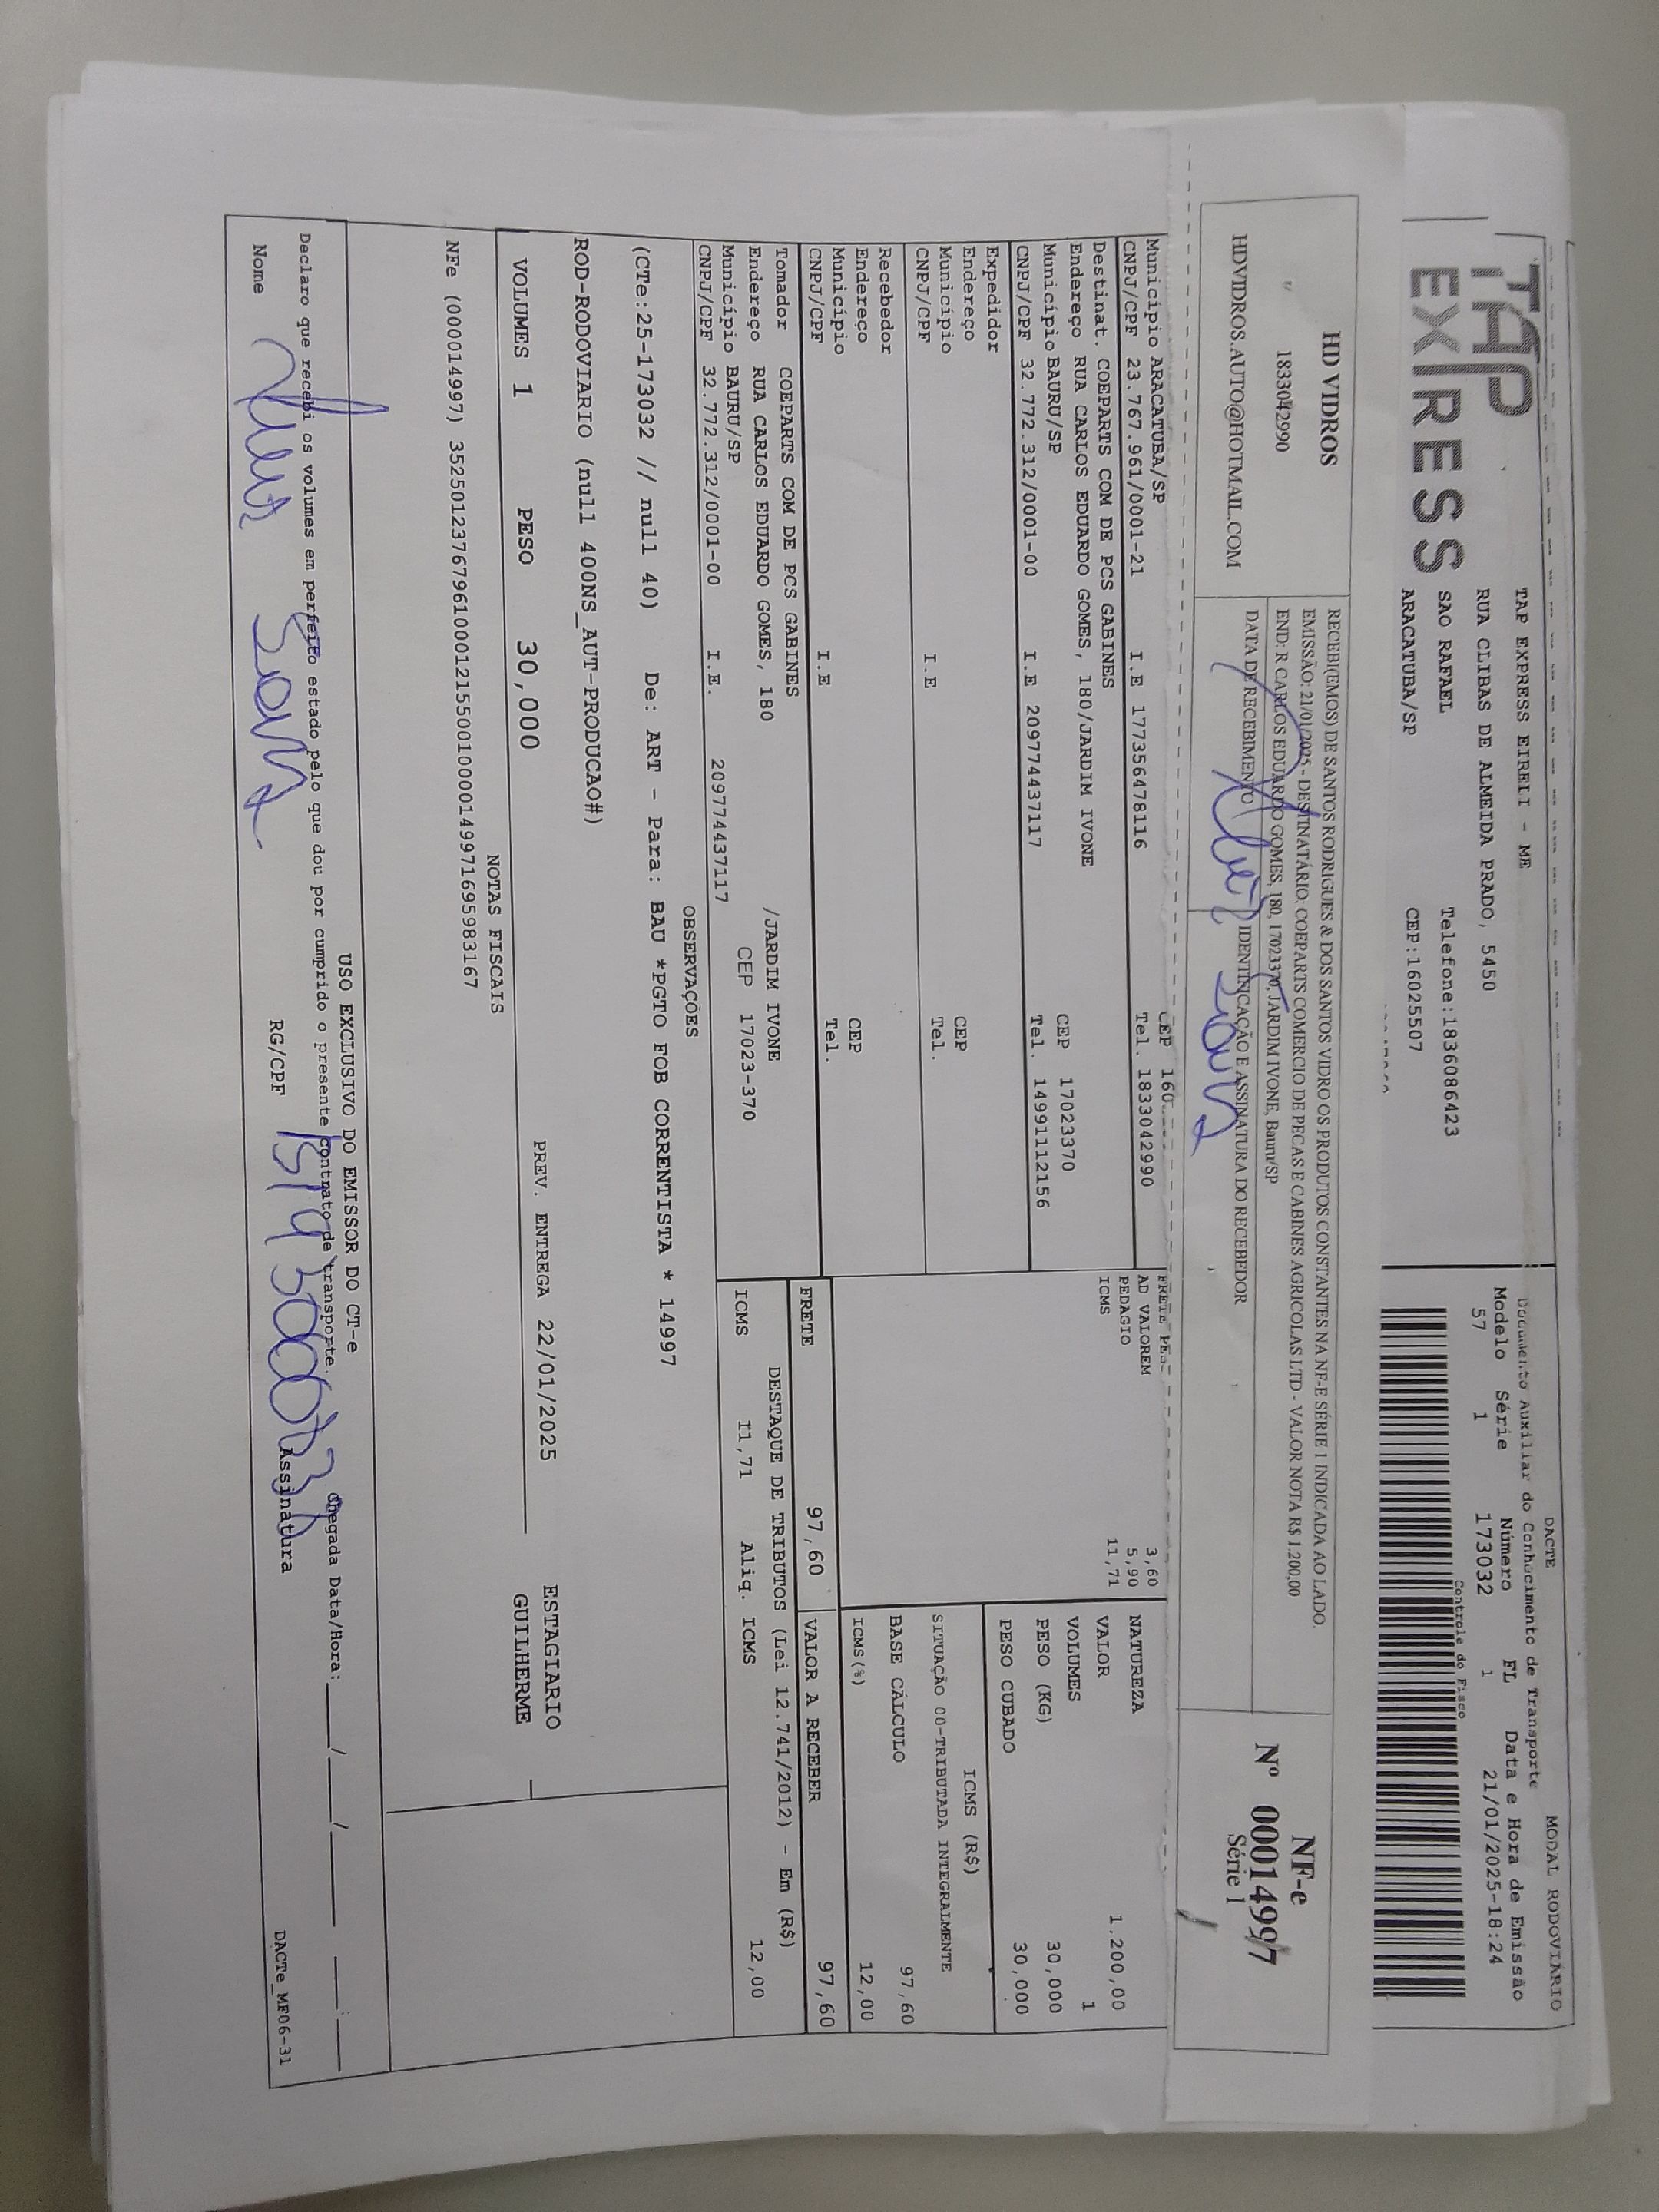 TAP
EXPRESS
TAP EXPRESS EIRELI - ME
RUA CLIBAS DE ALMEIDA PRADO, 5450
SAO RAFAEL Telefone:1836086423
ARACATUBA/SP CEP:16025507
DACTE MODAL RODOVIARIO
Documento Auxiliar do Conhecimento de Transporte
Modelo Série Número FL Data e Hora de Emissão
57 1 173032 1 21/01/2025-18:24
Controle do Fisco
HD VIDROS
1833042990
HDVIDROS.AUTO@HOTMAIL.COM
RECEBI(EMOS) DE SANTOS RODRIGUES & DOS SANTOS VIDRO OS PRODUTOS CONSTANTES NA NF-E SÉRIE 1 INDICADA AO LADO.
EMISSÃO: 21/01/2025 - DESTINATÁRIO: COEPARTS COMERCIO DE PECAS E CABINES AGRICOLAS LTD - VALOR NOTA R$ 1.200,00
END: R CARLOS EDUARDO GOMES, 180, 17023370, JARDIM IVONE, Bauru/SP
DATA DE RECEBIMENTO IDENTIFICAÇÃO E ASSINATURA DO RECEBEDOR
NF-e
Nº 00014997
Série 1
Município ARACATUBA/SP CEP 160
CNPJ/CPF 23.767.961/0001-21 I.E 177356478116 Tel. 1833042990
Destinat. COEPARTS COM DE PCS GABINES
Endereço RUA CARLOS EDUARDO GOMES, 180/JARDIM IVONE
Município BAURU/SP CEP 17023370
CNPJ/CPF 32.772.312/0001-00 I.E 209774437117 Tel. 14991112156
Expedidor
Endereço
Município CEP
CNPJ/CPF I.E Tel.
Recebedor
Endereço
Município CEP
CNPJ/CPF I.E Tel.
Tomador COEPARTS COM DE PCS GABINES
Endereço RUA CARLOS EDUARDO GOMES, 180 /JARDIM IVONE
Município BAURU/SP CEP 17023-370
CNPJ/CPF 32.772.312/0001-00 I.E. 209774437117
AD VALOREM 3,60
PEDAGIO 5,90
ICMS 11,71
NATUREZA
VALOR 1.200,00
VOLUMES 1
PESO (KG) 30,000
PESO CUBADO 30,000
ICMS (R$)
SITUAÇÃO 00-TRIBUTADA INTEGRALMENTE
BASE CÁLCULO 97,60
ICMS(%) 12,00
FRETE 97,60 VALOR A RECEBER 97,60
DESTAQUE DE TRIBUTOS (Lei 12.741/2012) - Em (R$)
ICMS 11,71 Aliq. ICMS 12,00
OBSERVAÇÕES
(CTe:25-173032 // null 40) De: ART - Para: BAU *PGTO FOB CORRENTISTA * 14997
ROD-RODOVIARIO (null 400NS_AUT-PRODUCAO#)
VOLUMES 1 PESO 30,000 PREV. ENTREGA 22/01/2025 ESTAGIARIO
GUILHERME
NOTAS FISCAIS
NFe (000014997) 35250123767961000121550010000149971695983167
USO EXCLUSIVO DO EMISSOR DO CT-e
Declaro que recebi os volumes em perfeito estado pelo que dou por cumprido o presente contrato de transporte. Chegada Data/Hora: ___/___/___ __:__
Nome RG/CPF Assinatura
DACTe_MF06-31